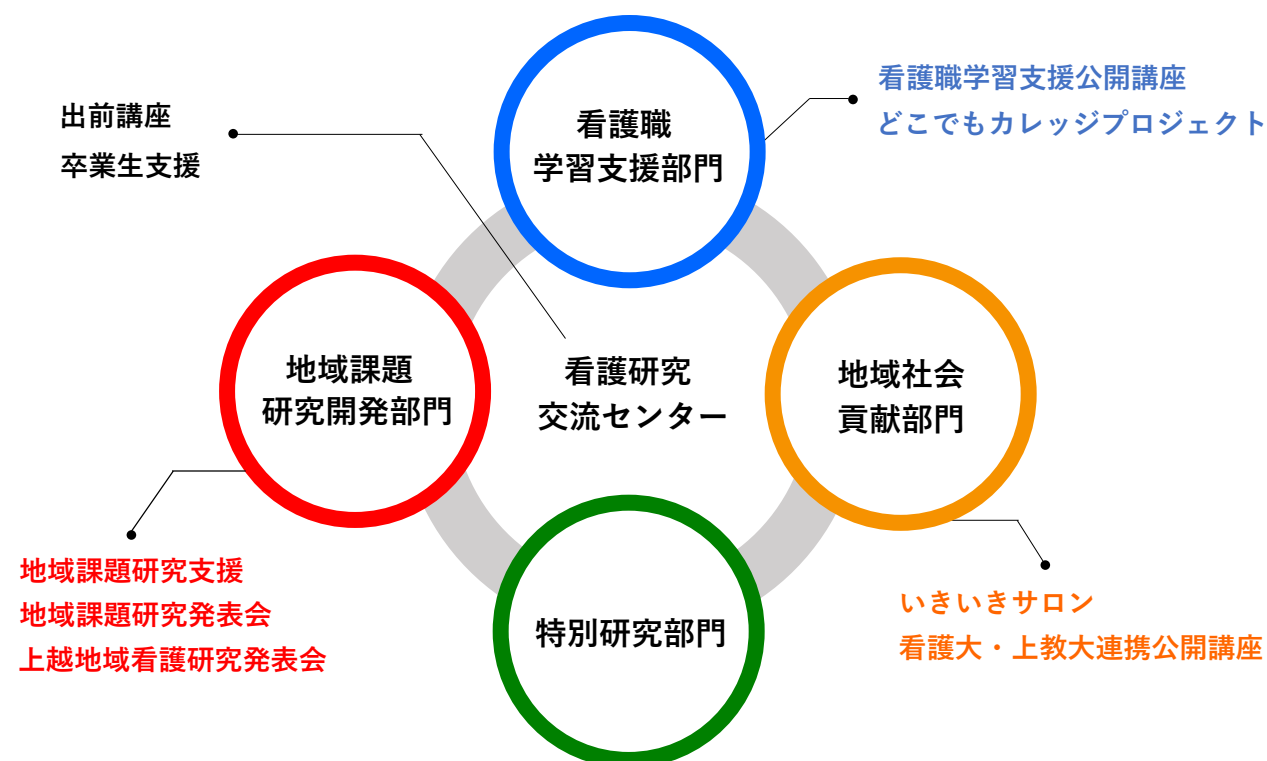 出前講座
卒業生支援
看護職
学習支援部門
看護職学習支援公開講座
どこでもカレッジプロジェクト
地域課題
研究開発部門
看護研究
交流センター
地域社会
貢献部門
地域課題研究支援
地域課題研究発表会
上越地域看護研究発表会
特別研究部門
いきいきサロン
看護大・上教大連携公開講座